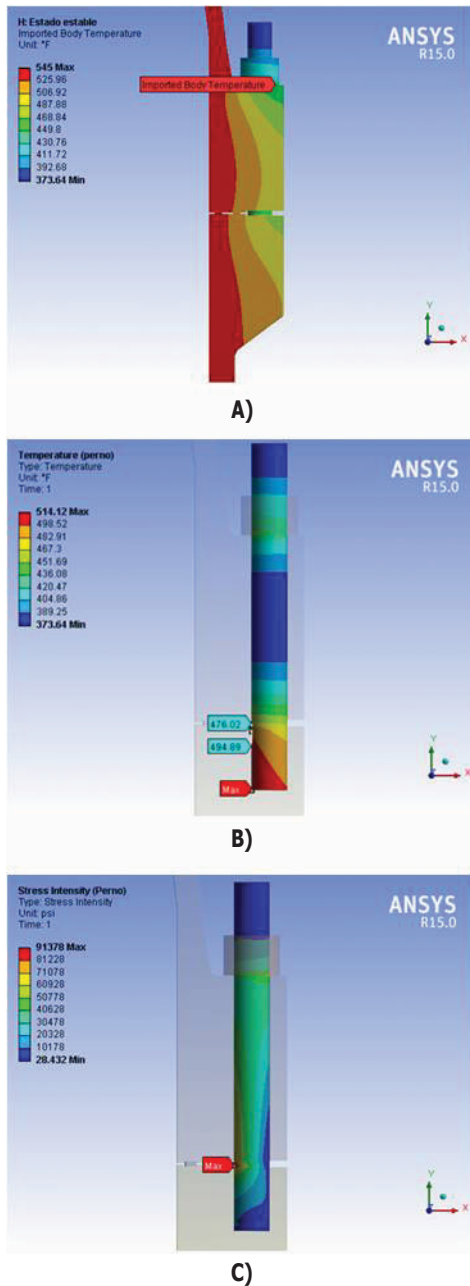 H: Estado estable
Imported Body Temperature
Unit: °F
545 Max
525.96
506.92
487.88
468.84
449.8
430.76
411.72
392.68
373.64 Min
Imported Body Temperature
ANSYS
R15.0
Y
X
A)
Temperature (perno)
Type: Temperature
Unit: °F
Time: 1
514.12 Max
498.52
482.91
467.3
451.69
436.08
420.47
404.86
389.25
373.64 Min
476.02
494.89
Max
ANSYS
R15.0
Y
X
B)
Stress Intensity (Perno)
Type: Stress Intensity
Unit: psi
Time: 1
91378 Max
81228
71078
60928
50778
40628
30478
20328
10178
28.432 Min
Max
ANSYS
R15.0
Y
X
C)